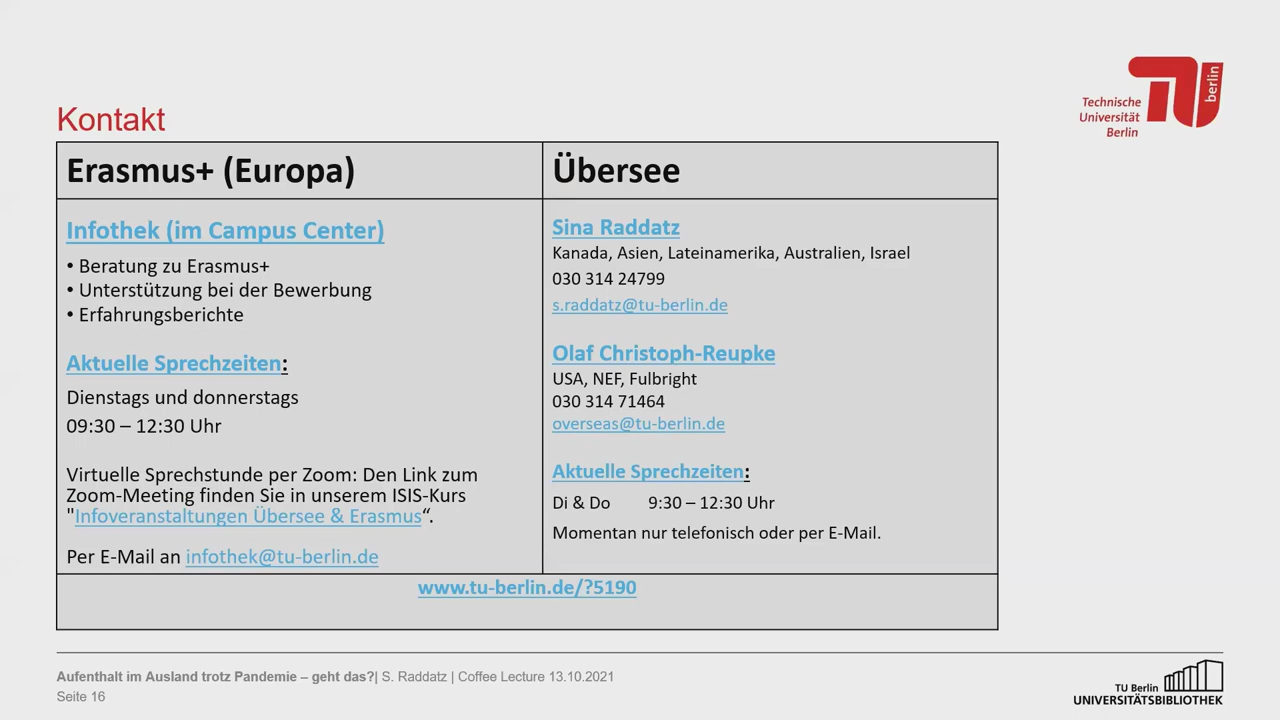 Technische
Universität
Berlin
berlin
Kontakt
Erasmus+ (Europa)
Infothek (im Campus Center)
• Beratung zu Erasmus+
• Unterstützung bei der Bewerbung
• Erfahrungsberichte
Aktuelle Sprechzeiten:
Dienstags und donnerstags
09:30 – 12:30 Uhr
Virtuelle Sprechstunde per Zoom: Den Link zum
Zoom-Meeting finden Sie in unserem ISIS-Kurs
"Infoveranstaltungen Übersee & Erasmus“.
Per E-Mail an infothek@tu-berlin.de
Übersee
Sina Raddatz
Kanada, Asien, Lateinamerika, Australien, Israel
030 314 24799
s.raddatz@tu-berlin.de
Olaf Christoph-Reupke
USA, NEF, Fulbright
030 314 71464
overseas@tu-berlin.de
Aktuelle Sprechzeiten:
Di & Do 9:30 – 12:30 Uhr
Momentan nur telefonisch oder per E-Mail.
www.tu-berlin.de/?5190
Aufenthalt im Ausland trotz Pandemie – geht das?| S. Raddatz | Coffee Lecture 13.10.2021
Seite 16
TU Berlin
UNIVERSITÄTSBIBLIOTHEK